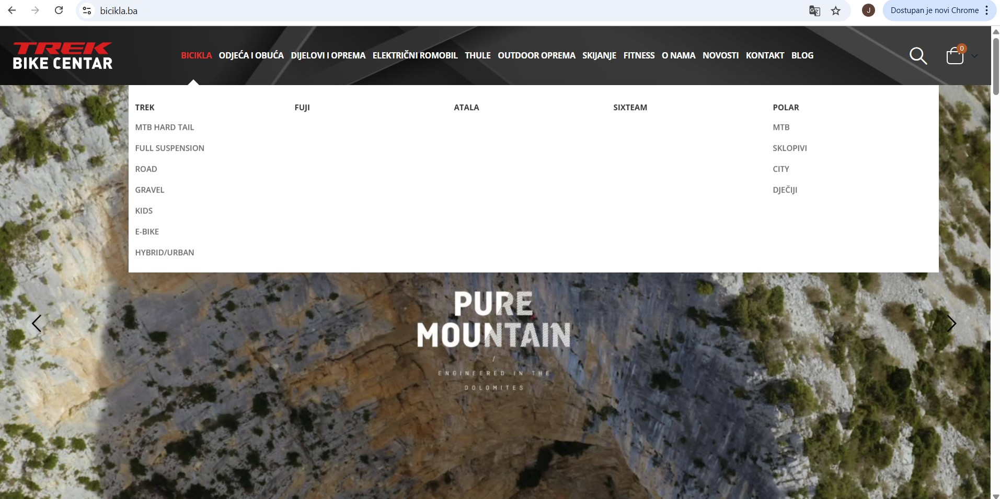 bicikla.ba
J
Dostupan je novi Chrome
TREK
BIKE CENTAR
BICIKLA ODJEĆA I OBUĆA DIJELOVI I OPREMA ELEKTRIČNI ROMOBIL THULE OUTDOOR OPREMA SKIJANJE FITNESS O NAMA NOVOSTI KONTAKT BLOG
0
TREK
MTB HARD TAIL
FULL SUSPENSION
ROAD
GRAVEL
KIDS
E-BIKE
HYBRID/URBAN
FUJI
ATALA
SIXTEAM
POLAR
MTB
SKLOPIVI
CITY
DJEČIJI
PURE
MOUNTAIN
/
ENGINEERED IN THE
DOLOMITES